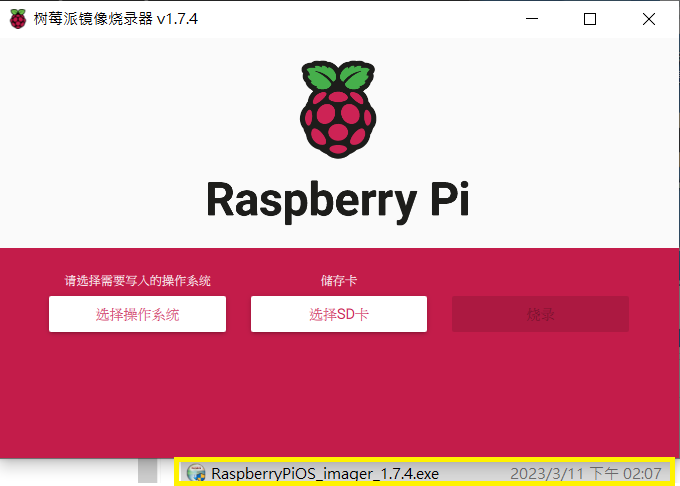 树莓派镜像烧录器 v1.7.4
Raspberry Pi
请选择需要写入的操作系统 储存卡
选择操作系统 选择SD卡 烧录
RaspberryPiOS_imager_1.7.4.exe 2023/3/11 下午 02:07